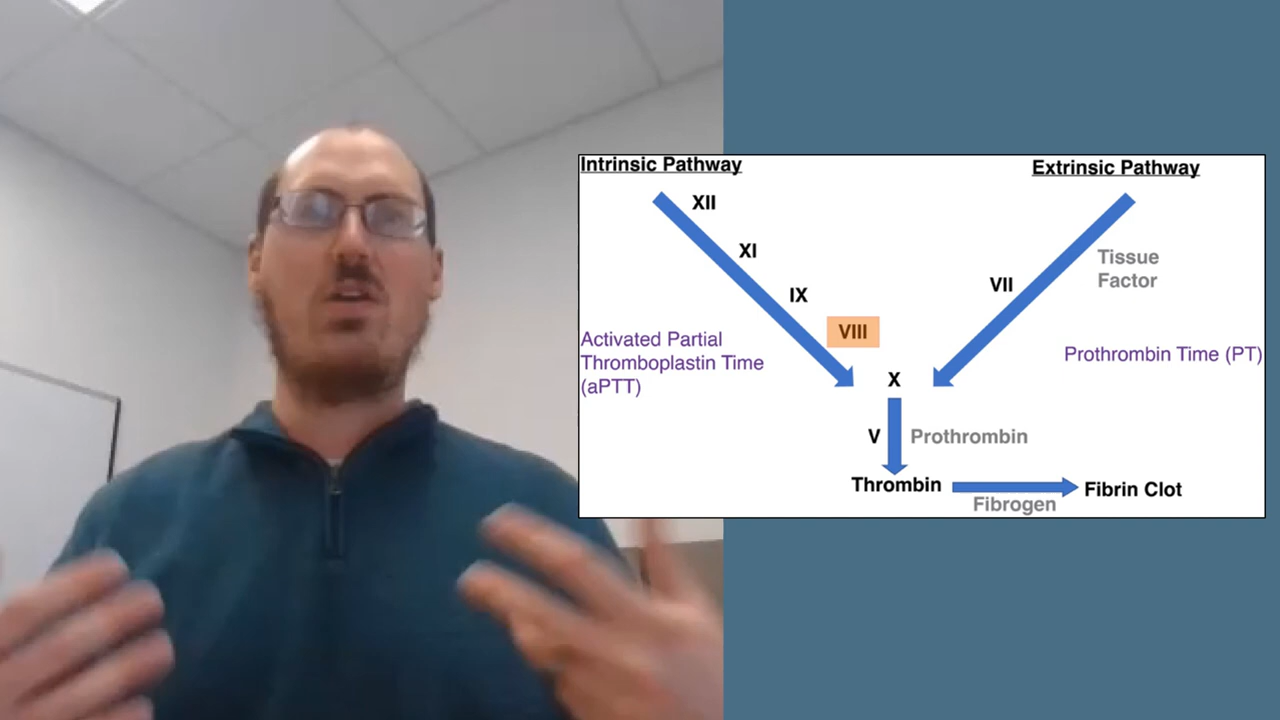 Intrinsic Pathway
Extrinsic Pathway
XII
XI
IX
VIII
VII
Tissue
Factor
Activated Partial
Thromboplastin Time
(aPTT)
Prothrombin Time (PT)
X
V
Prothrombin
Thrombin
Fibrin Clot
Fibrogen